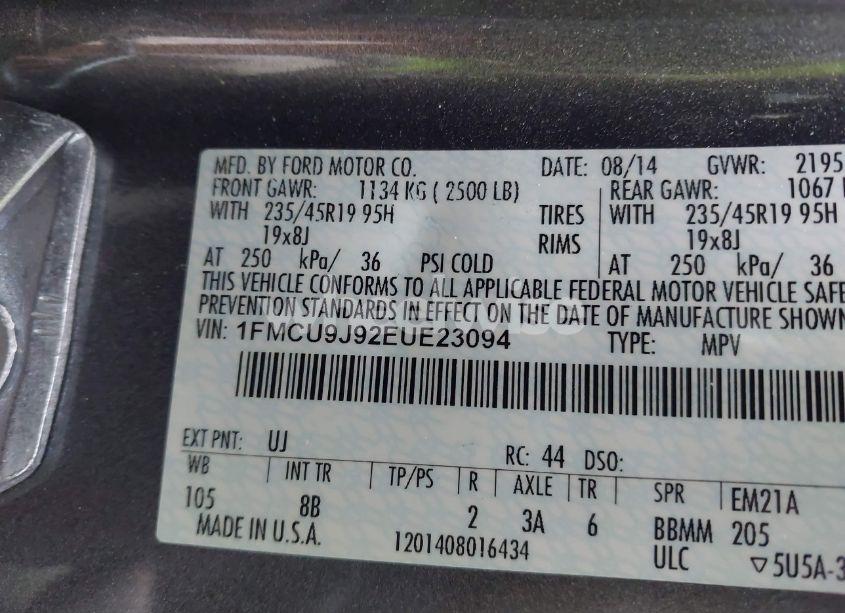 MFD. BY FORD MOTOR CO. DATE: 08/14 GVWR: 2195
FRONT GAWR: 1134 KG ( 2500 LB) REAR GAWR: 1067
WITH 235/45R19 95H TIRES WITH 235/45R19 95H
19x8J RIMS 19x8J
AT 250 kPa/ 36 PSI COLD AT 250 kPa/ 36
THIS VEHICLE CONFORMS TO ALL APPLICABLE FEDERAL MOTOR VEHICLE SAFE
PREVENTION STANDARDS IN EFFECT ON THE DATE OF MANUFACTURE SHOWN
VIN: 1FMCU9J92EUE23094 TYPE: MPV
EXT PNT: UJ RC: 44 DSO:
WB INT TR TP/PS R AXLE TR SPR EM21A
105 8B 2 3A 6 BBMM 205
MADE IN U.S.A. 1201408016434 ULC ▽5U5A-3